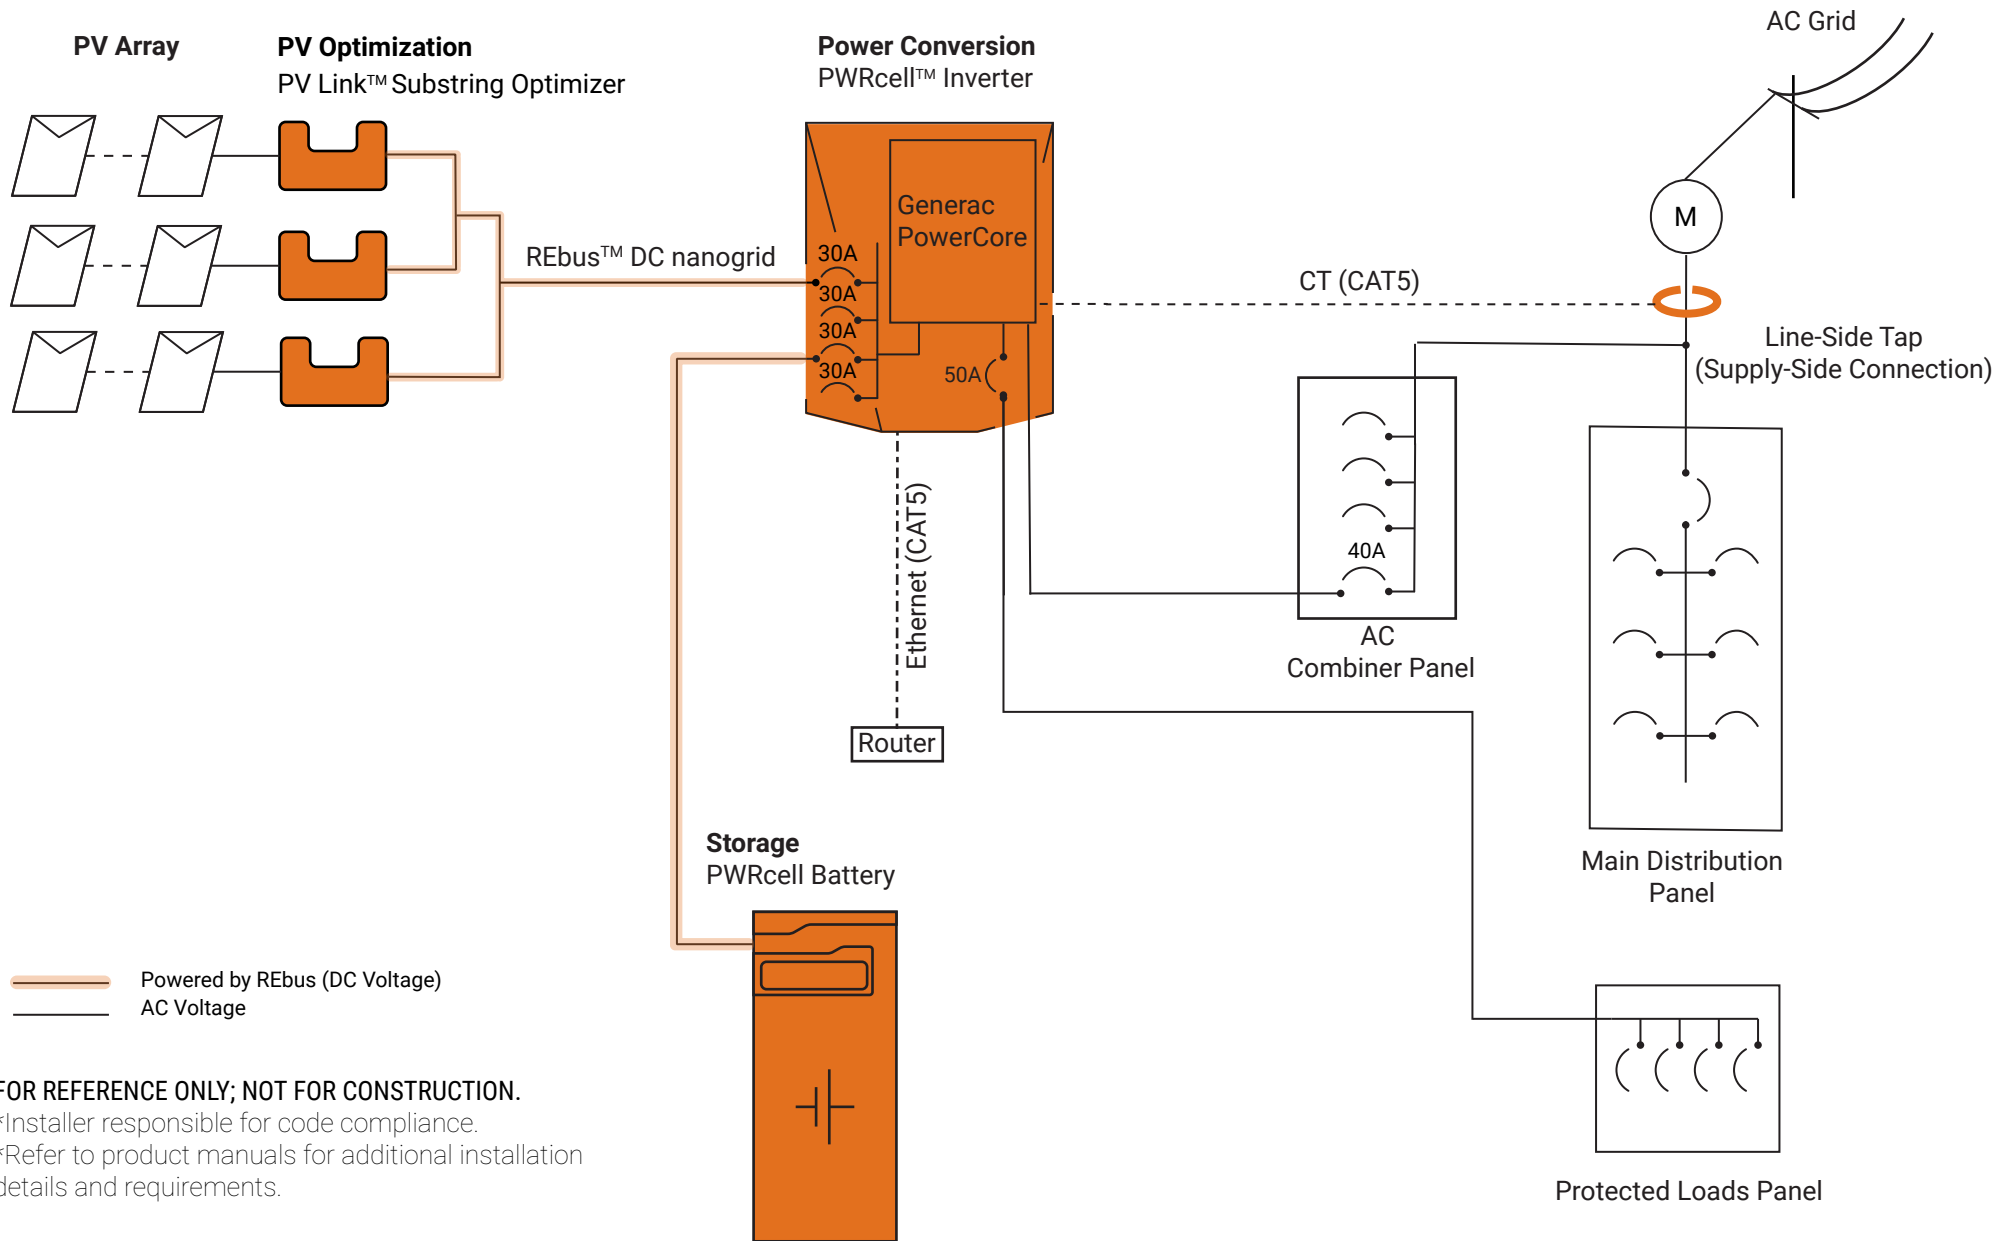 PV Array
PV Optimization
PV Link™ Substring Optimizer
Power Conversion
PWRcell™ Inverter
AC Grid
Generac
PowerCore
M
REbus™ DC nanogrid
30A
30A
30A
30A
50A
CT (CAT5)
Line-Side Tap
(Supply-Side Connection)
Ethernet (CAT5)
40A
AC
Combiner Panel
Router
Storage
PWRcell Battery
Main Distribution
Panel
Powered by REbus (DC Voltage)
AC Voltage
FOR REFERENCE ONLY; NOT FOR CONSTRUCTION.
*Installer responsible for code compliance.
*Refer to product manuals for additional installation
details and requirements.
Protected Loads Panel